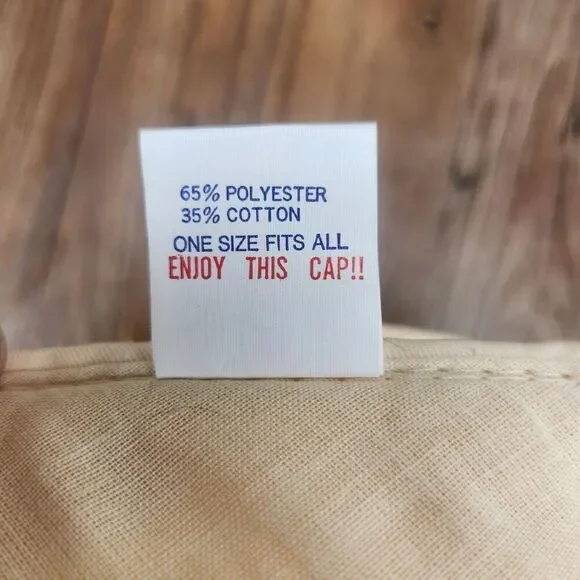 65% POLYESTER
35% COTTON
ONE SIZE FITS ALL
ENJOY THIS CAP!!